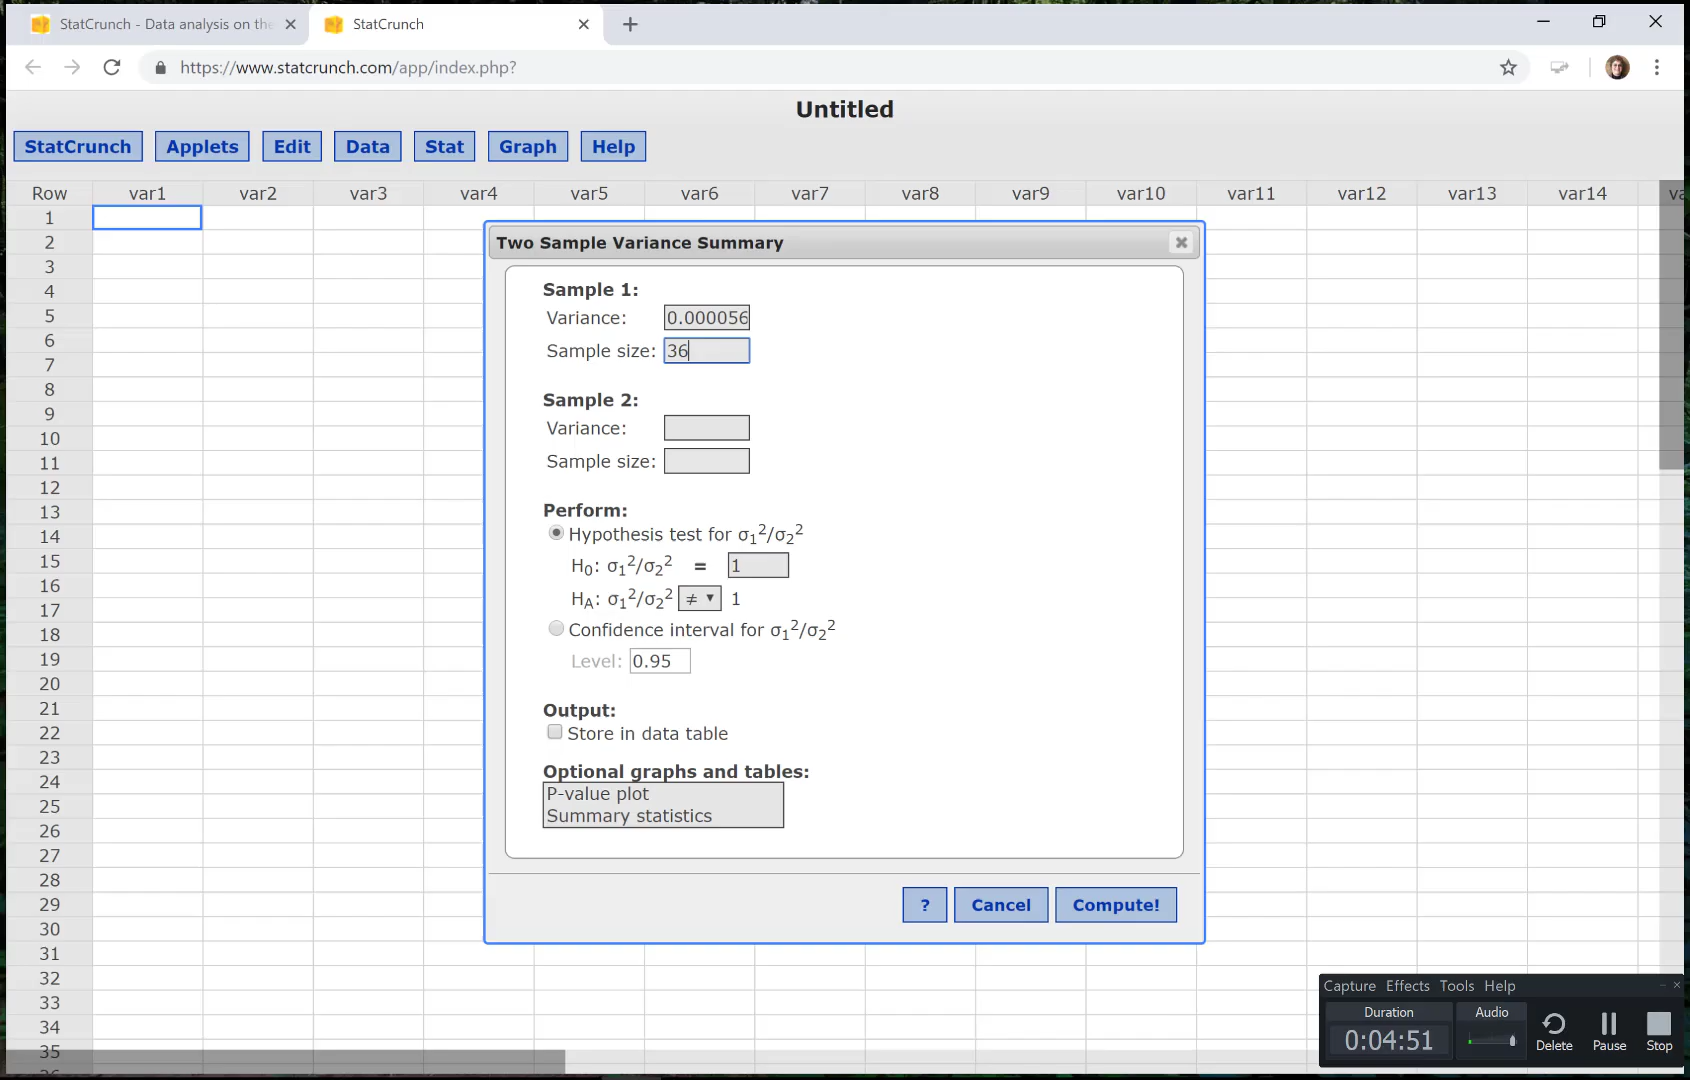 StatCrunch - Data analysis on the
StatCrunch
https://www.statcrunch.com/app/index.php?
Untitled
StatCrunch Applets Edit Data Stat Graph Help
Row var1 var2 var3 var4 var5 var6 var7 var8 var9 var10 var11 var12 var13 var14 va
1
2
3
4
5
6
7
8
9
10
11
12
13
14
15
16
17
18
19
20
21
22
23
24
25
26
27
28
29
30
31
32
33
34
35
36
Two Sample Variance Summary
Sample 1:
Variance: 0.000056
Sample size: 36
Sample 2:
Variance:
Sample size:
Perform:
Hypothesis test for σ₁²/σ₂²
H₀: σ₁²/σ₂² = 1
H_A: σ₁²/σ₂² ≠ 1
Confidence interval for σ₁²/σ₂²
Level: 0.95
Output:
Store in data table
Optional graphs and tables:
P-value plot
Summary statistics
? Cancel Compute!
Capture Effects Tools Help
Duration Audio
0:04:51
Delete Pause Stop